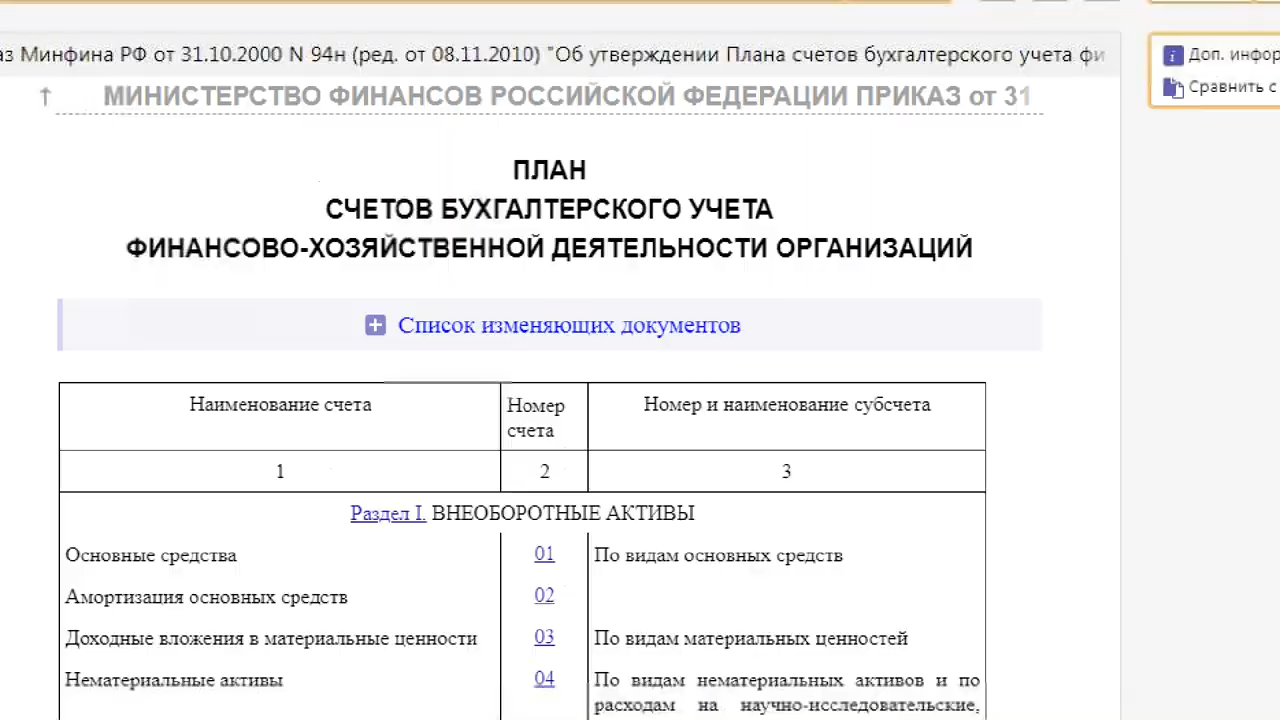 аз Минфина РФ от 31.10.2000 N 94н (ред. от 08.11.2010) "Об утверждении Плана счетов бухгалтерского учета фи
Доп. инфор
Сравнить с
МИНИСТЕРСТВО ФИНАНСОВ РОССИЙСКОЙ ФЕДЕРАЦИИ ПРИКАЗ от 31
ПЛАН
СЧЕТОВ БУХГАЛТЕРСКОГО УЧЕТА
ФИНАНСОВО-ХОЗЯЙСТВЕННОЙ ДЕЯТЕЛЬНОСТИ ОРГАНИЗАЦИЙ
Список изменяющих документов
Наименование счета
Номер
счета
Номер и наименование субсчета
1
2
3
Раздел I. ВНЕОБОРОТНЫЕ АКТИВЫ
Основные средства
01
По видам основных средств
Амортизация основных средств
02
Доходные вложения в материальные ценности
03
По видам материальных ценностей
Нематериальные активы
04
По видам нематериальных активов и по
расходам на научно-исследовательские,